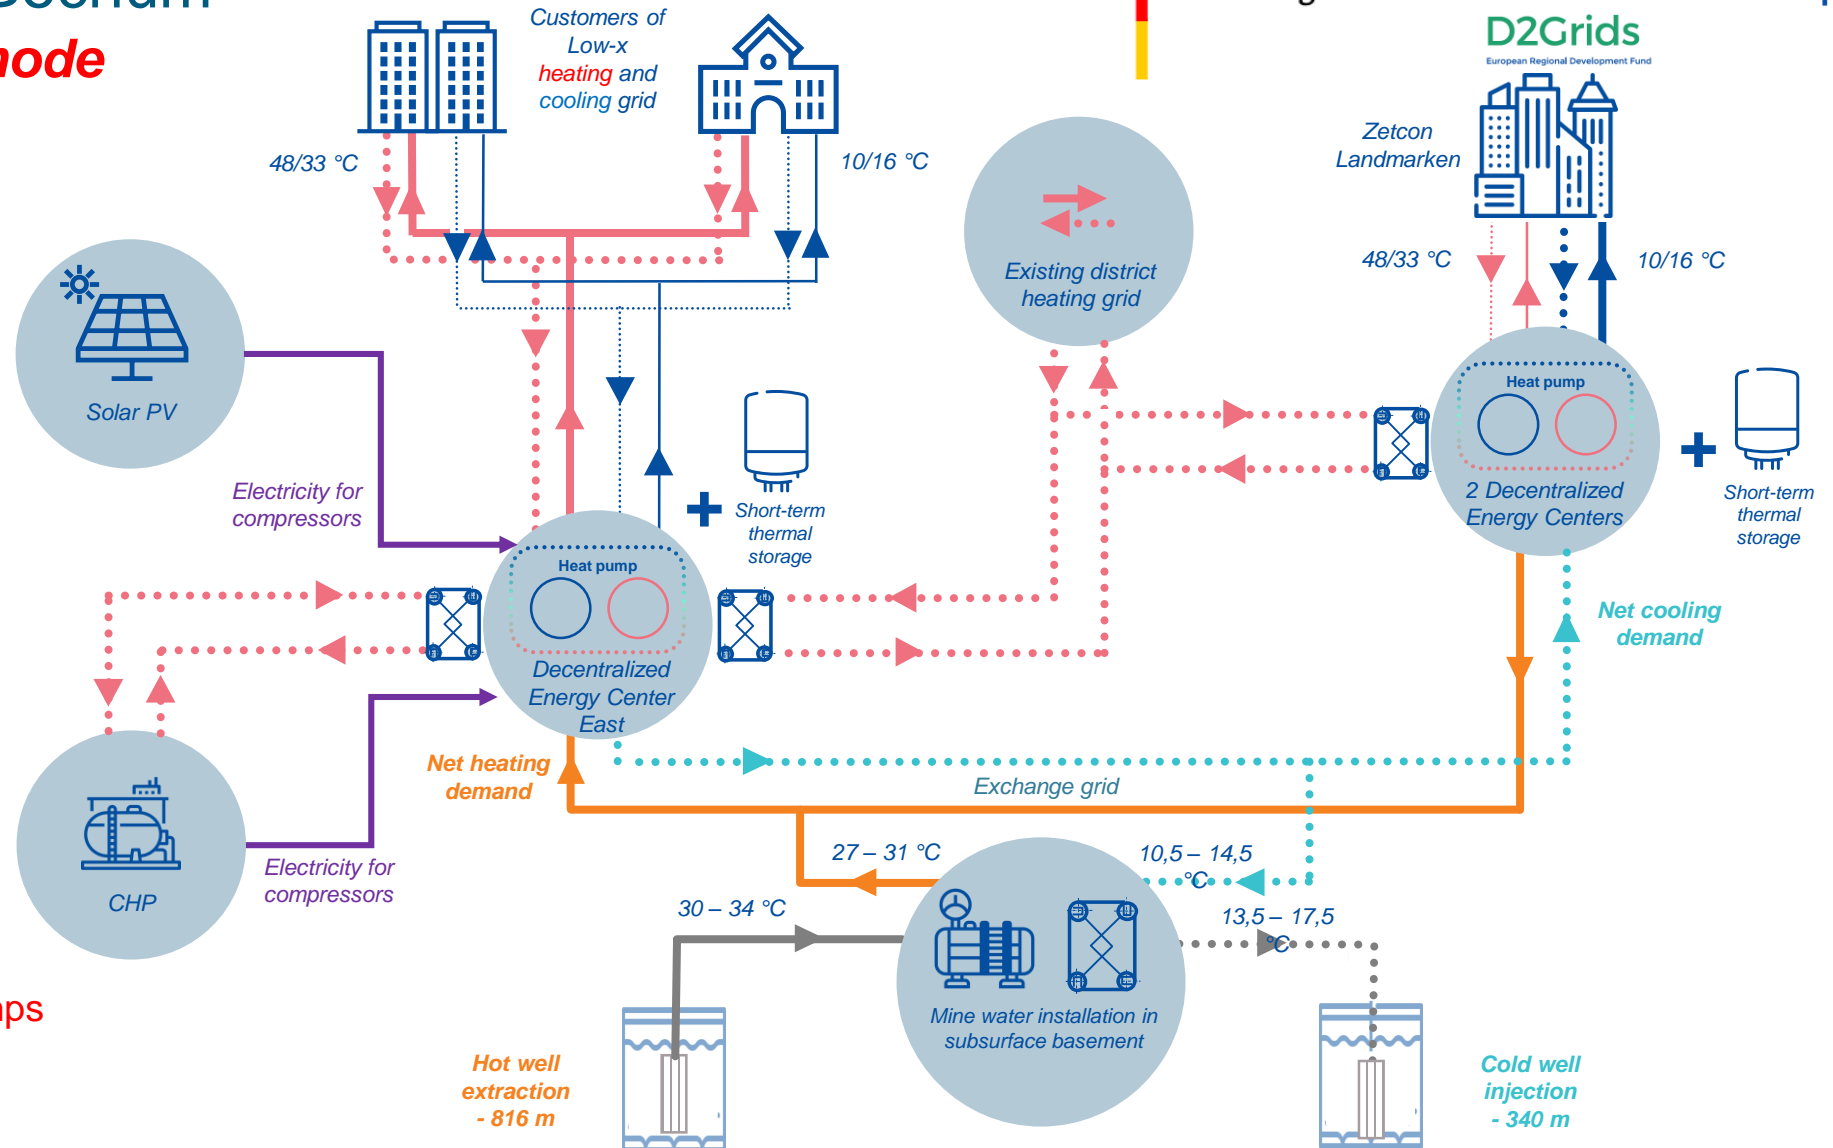 node
Customers of
Low-x
heating and
cooling grid
D2Grids
European Regional Development Fund
Zetcon
Landmarken
48/33 °C
10/16 °C
Existing district
heating grid
48/33 °C
10/16 °C
Solar PV
Heat pump
2 Decentralized
Energy Centers
Short-term
thermal
storage
Electricity for
compressors
Short-term
thermal
storage
Heat pump
Decentralized
Energy Center
East
Net cooling
demand
Net heating
demand
Exchange grid
CHP
Electricity for
compressors
27 – 31 °C
10,5 – 14,5
°C
30 – 34 °C
13,5 – 17,5
°C
Mine water installation in
subsurface basement
Hot well
extraction
- 816 m
Cold well
injection
- 340 m